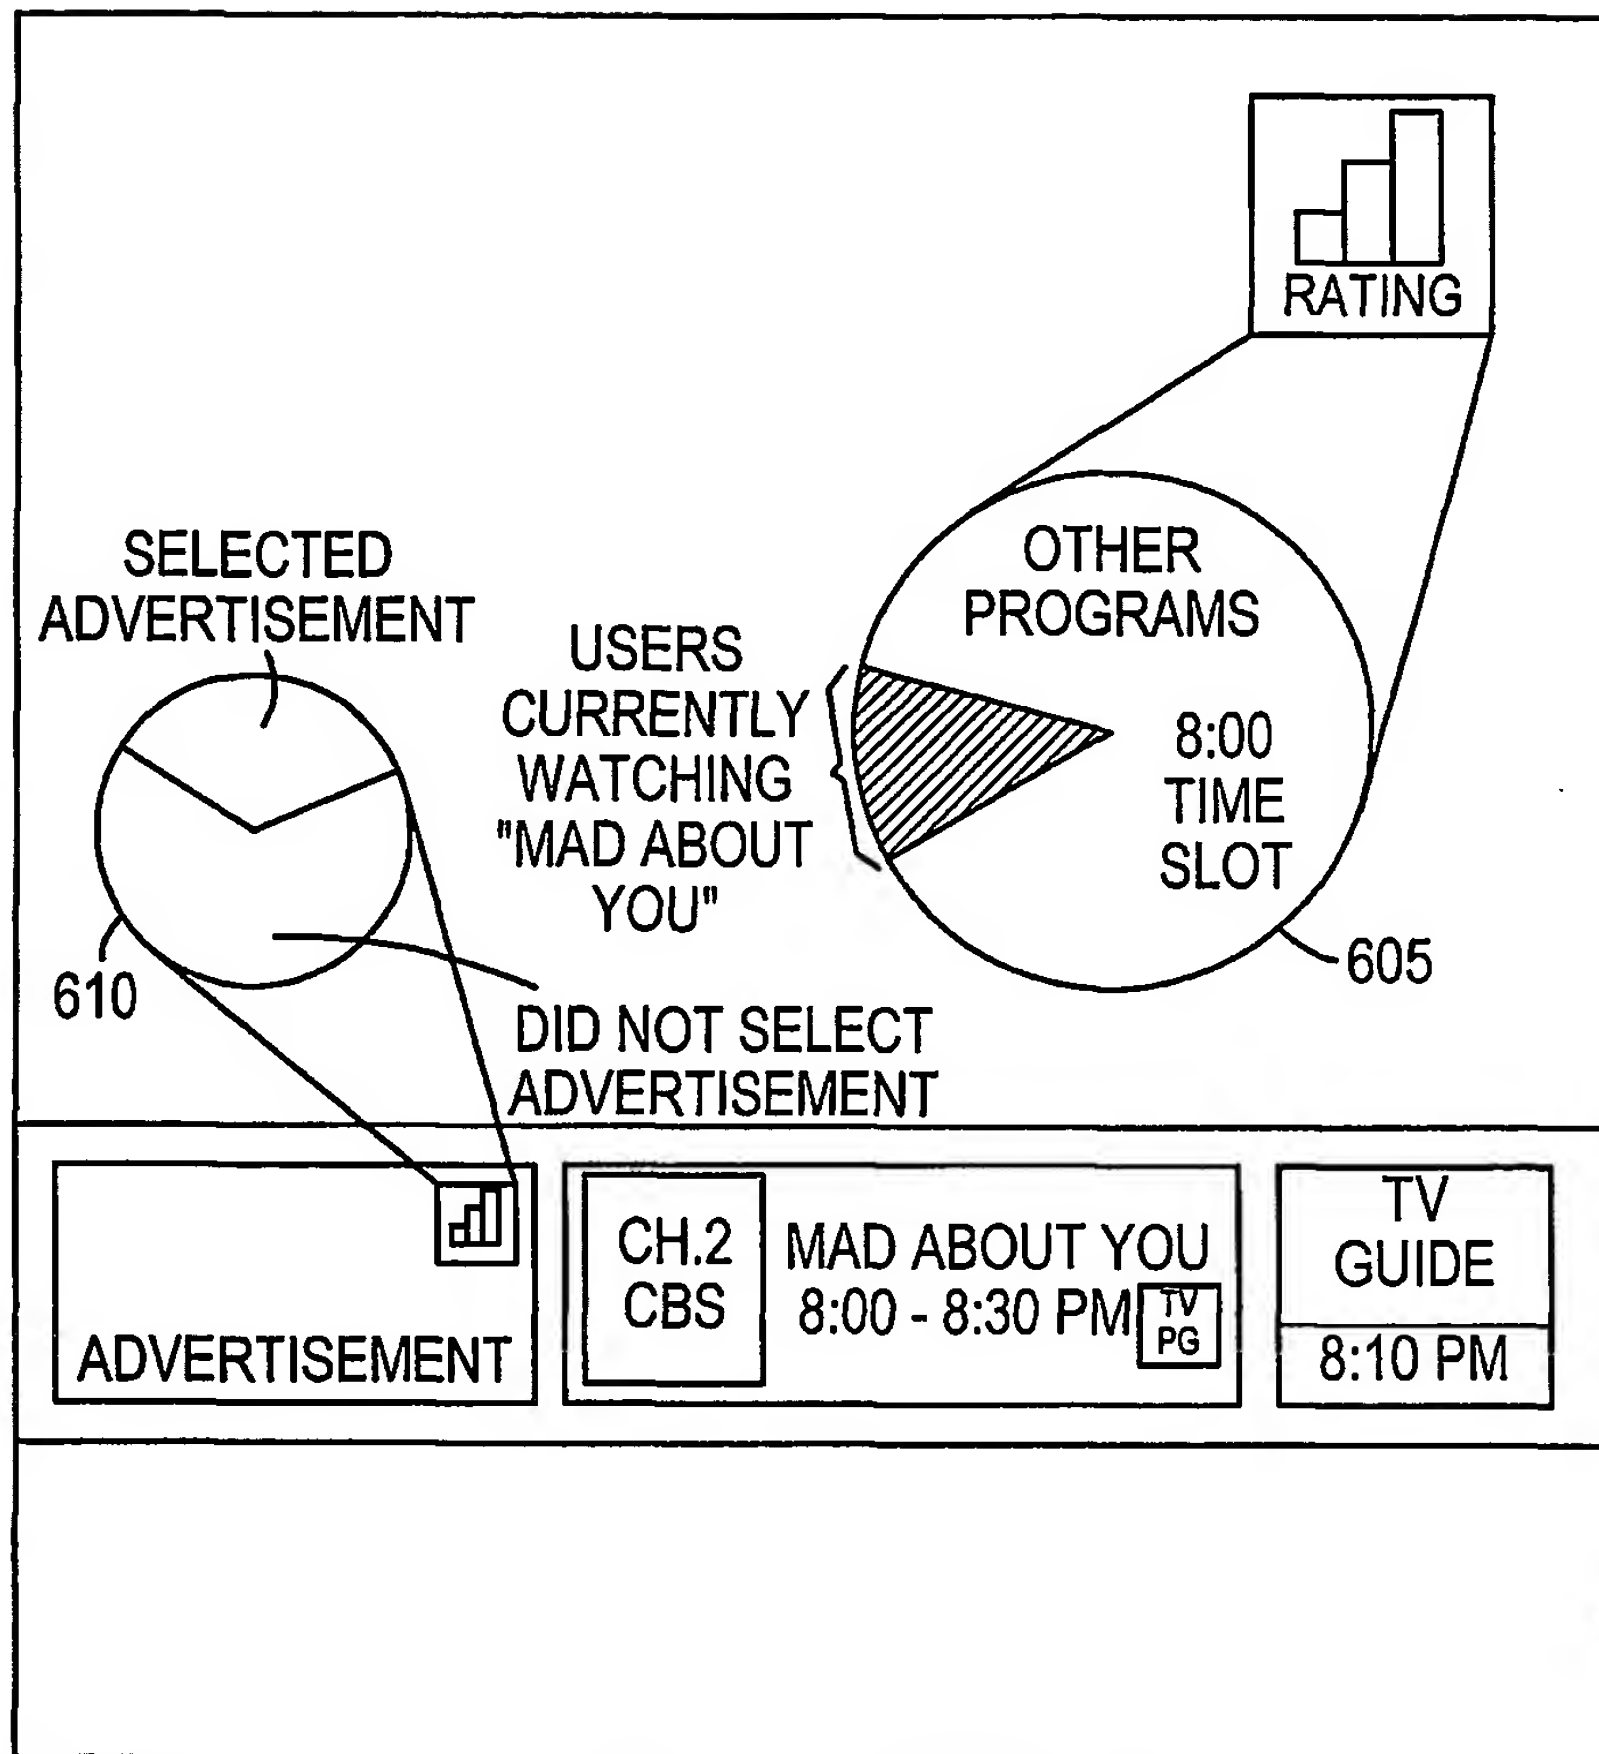 RATING
OTHER
PROGRAMS
8:00
TIME
SLOT
605
SELECTED
ADVERTISEMENT
USERS
CURRENTLY
WATCHING
"MAD ABOUT
YOU"
610
DID NOT SELECT
ADVERTISEMENT
ADVERTISEMENT
CH.2
CBS
MAD ABOUT YOU
8:00 - 8:30 PM
TV
PG
TV
GUIDE
8:10 PM